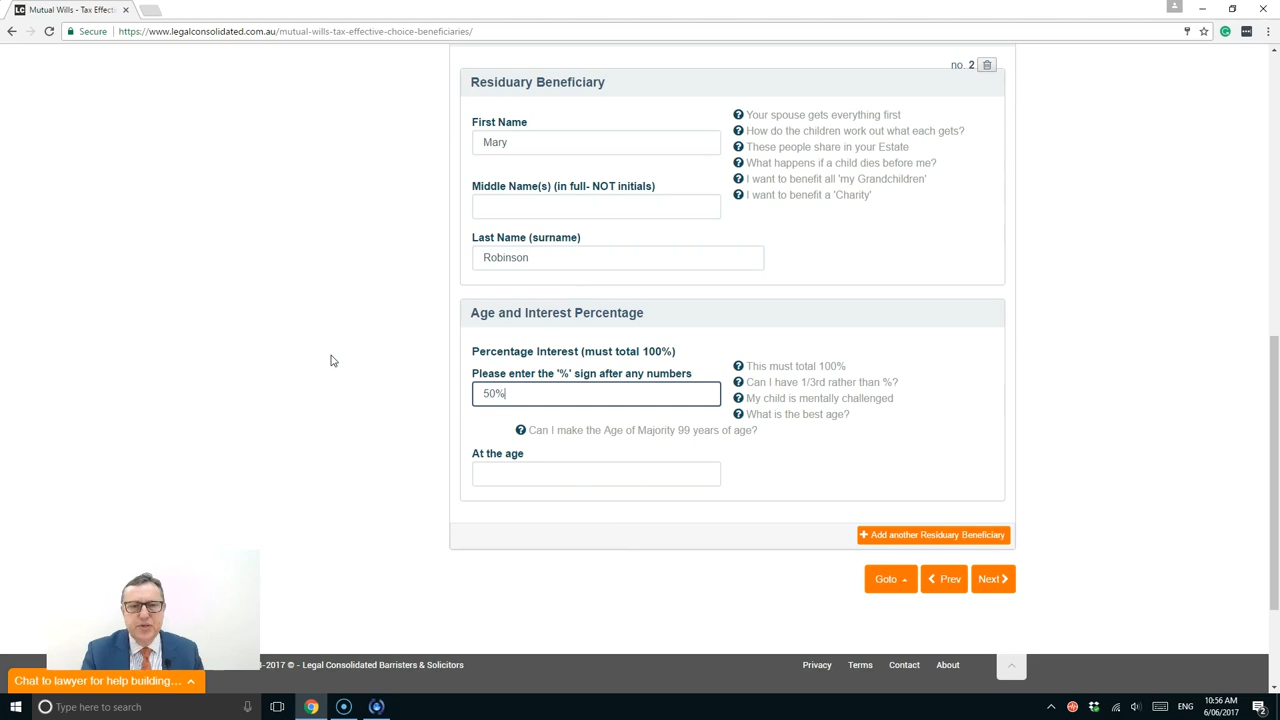 LC Mutual Wills - Tax Effecti
Secure https://www.legalconsolidated.com.au/mutual-wills-tax-effective-choice-beneficiaries/
no. 2
Residuary Beneficiary
First Name
Your spouse gets everything first
Mary
How do the children work out what each gets?
These people share in your Estate
What happens if a child dies before me?
Middle Name(s) (in full- NOT initials)
I want to benefit all 'my Grandchildren'
I want to benefit a 'Charity'
Last Name (surname)
Robinson
Age and Interest Percentage
Percentage Interest (must total 100%)
This must total 100%
Please enter the '%' sign after any numbers
Can I have 1/3rd rather than %?
50%
My child is mentally challenged
What is the best age?
Can I make the Age of Majority 99 years of age?
At the age
Add another Residuary Beneficiary
Goto Prev Next
-2017 © - Legal Consolidated Barristers & Solicitors Privacy Terms Contact About
Chat to lawyer for help building...
Type here to search
ENG
10:56 AM
6/06/2017
2